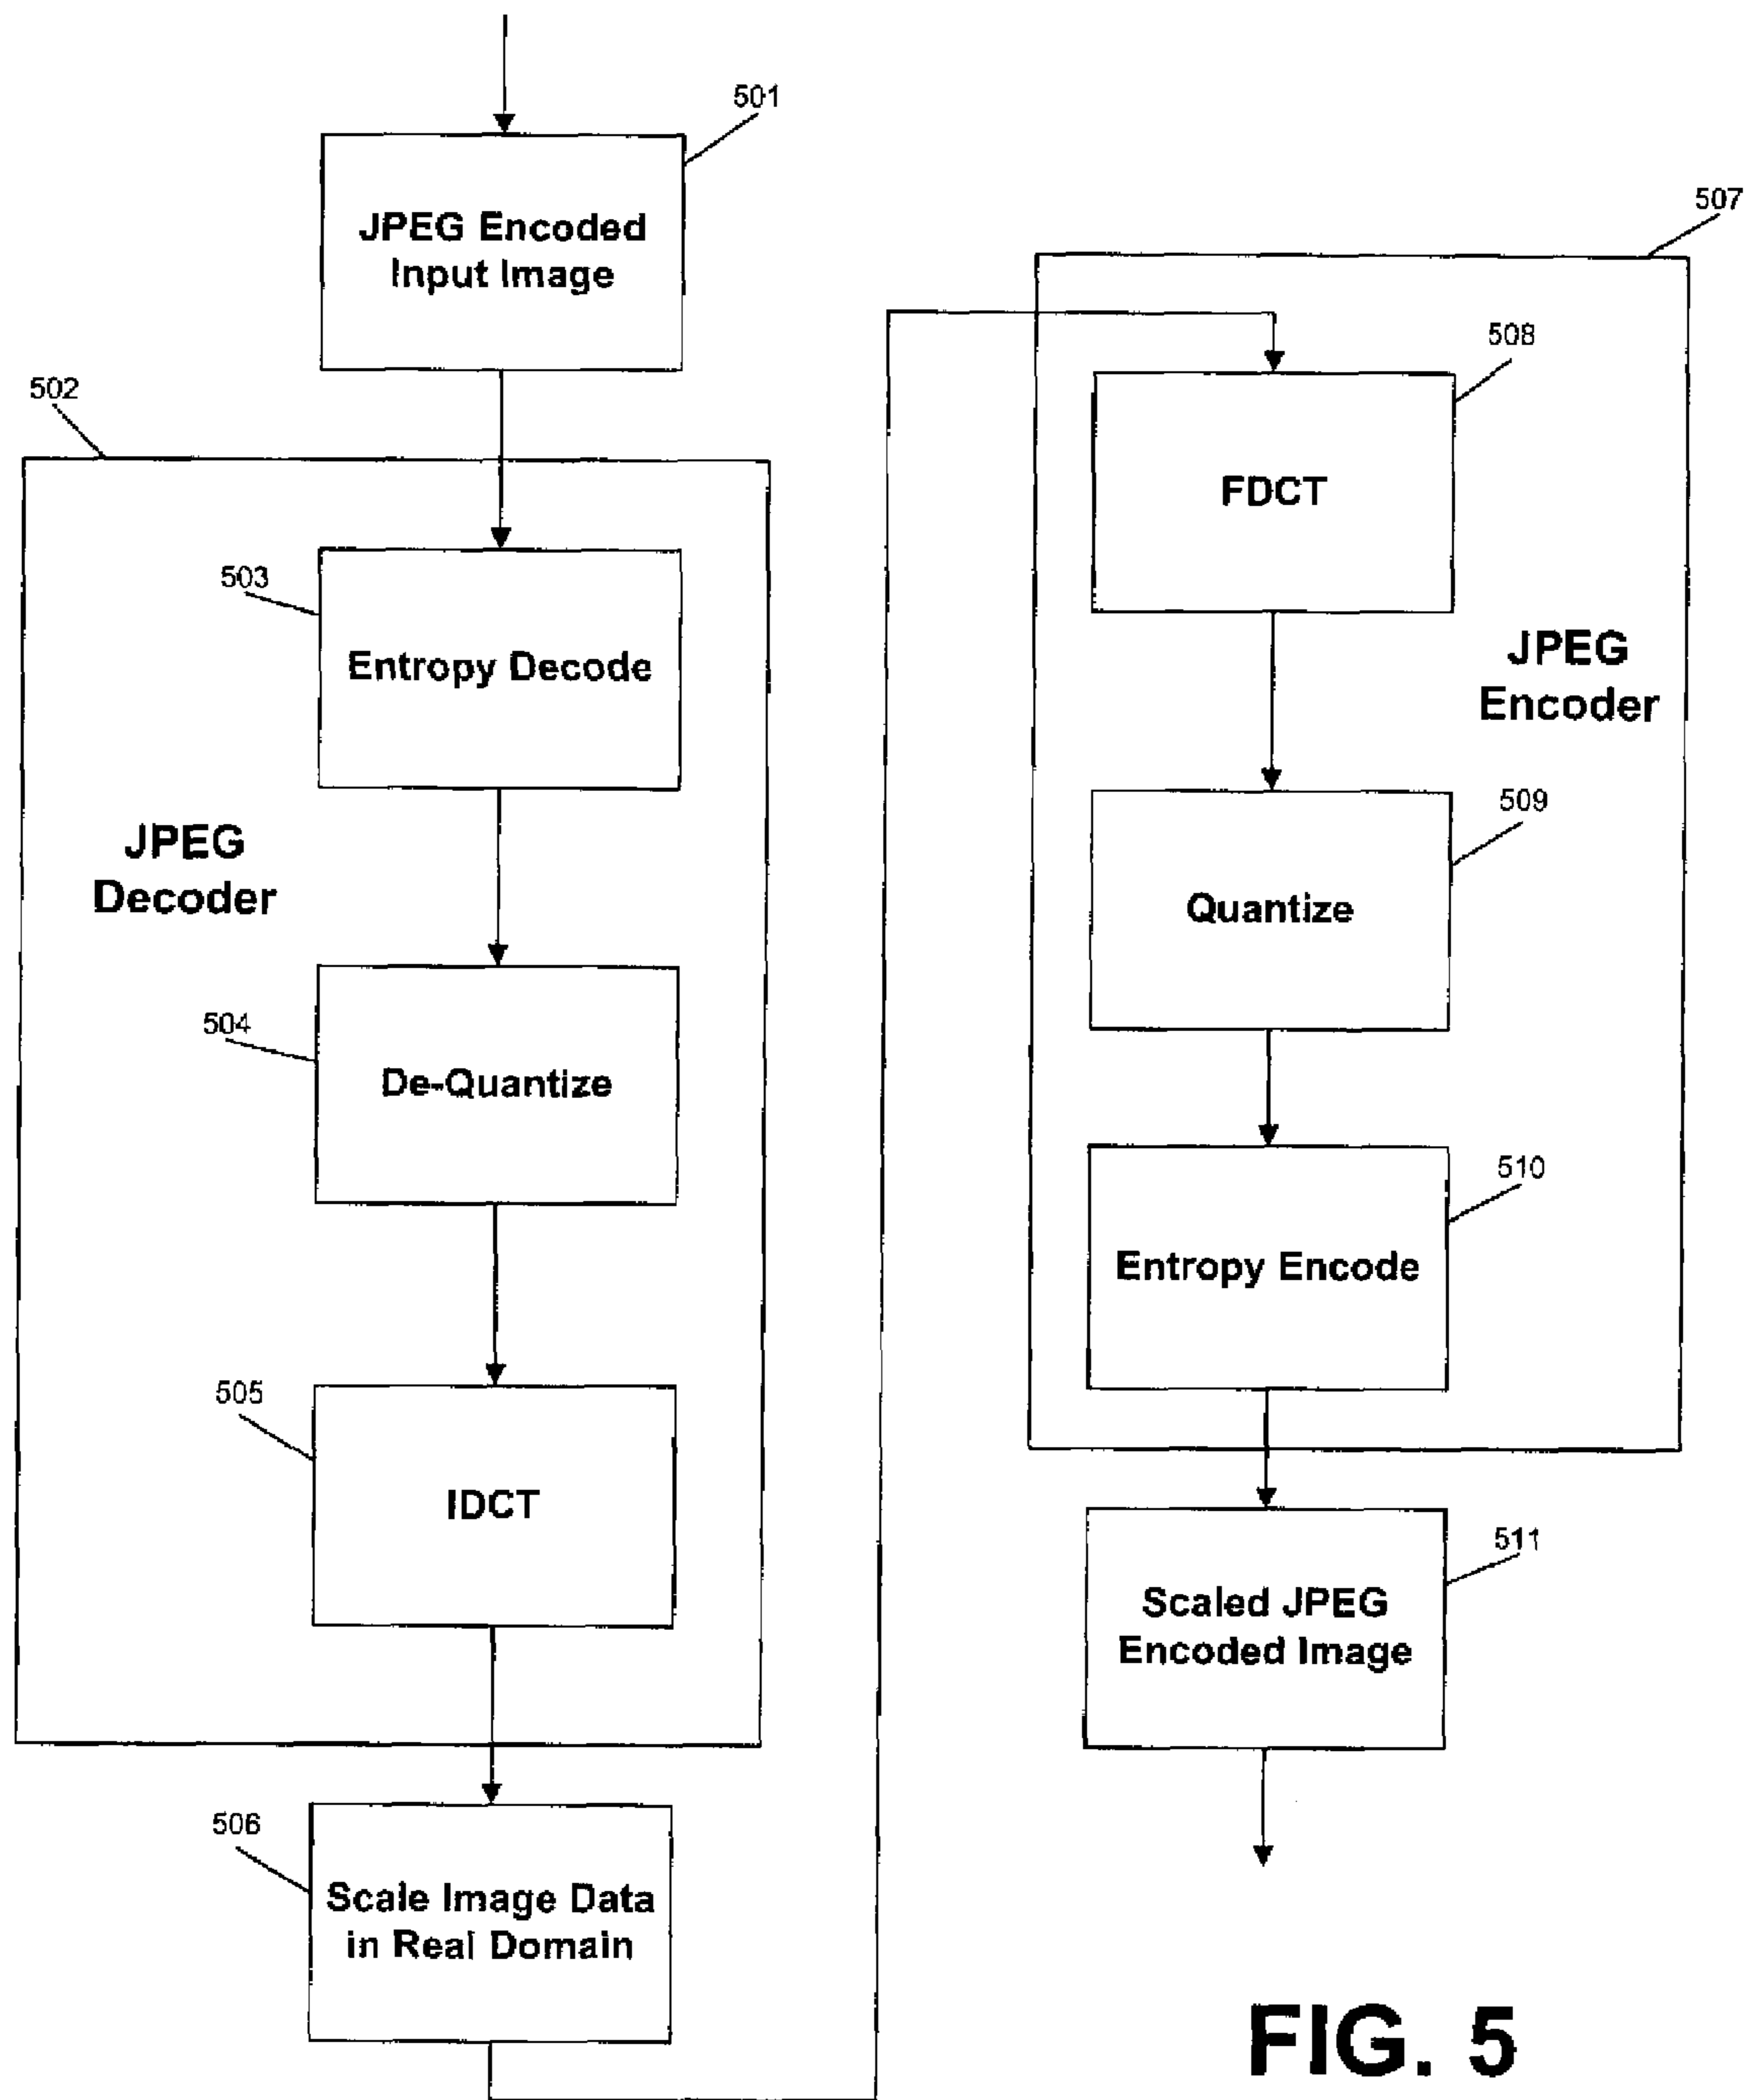 501
JPEG Encoded
Input Image
502
503
Entropy Decode
JPEG
Decoder
504
De-Quantize
505
IDCT
506
Scale Image Data
in Real Domain
507
508
FDCT
JPEG
Encoder
509
Quantize
510
Entropy Encode
511
Scaled JPEG
Encoded Image
FIG. 5